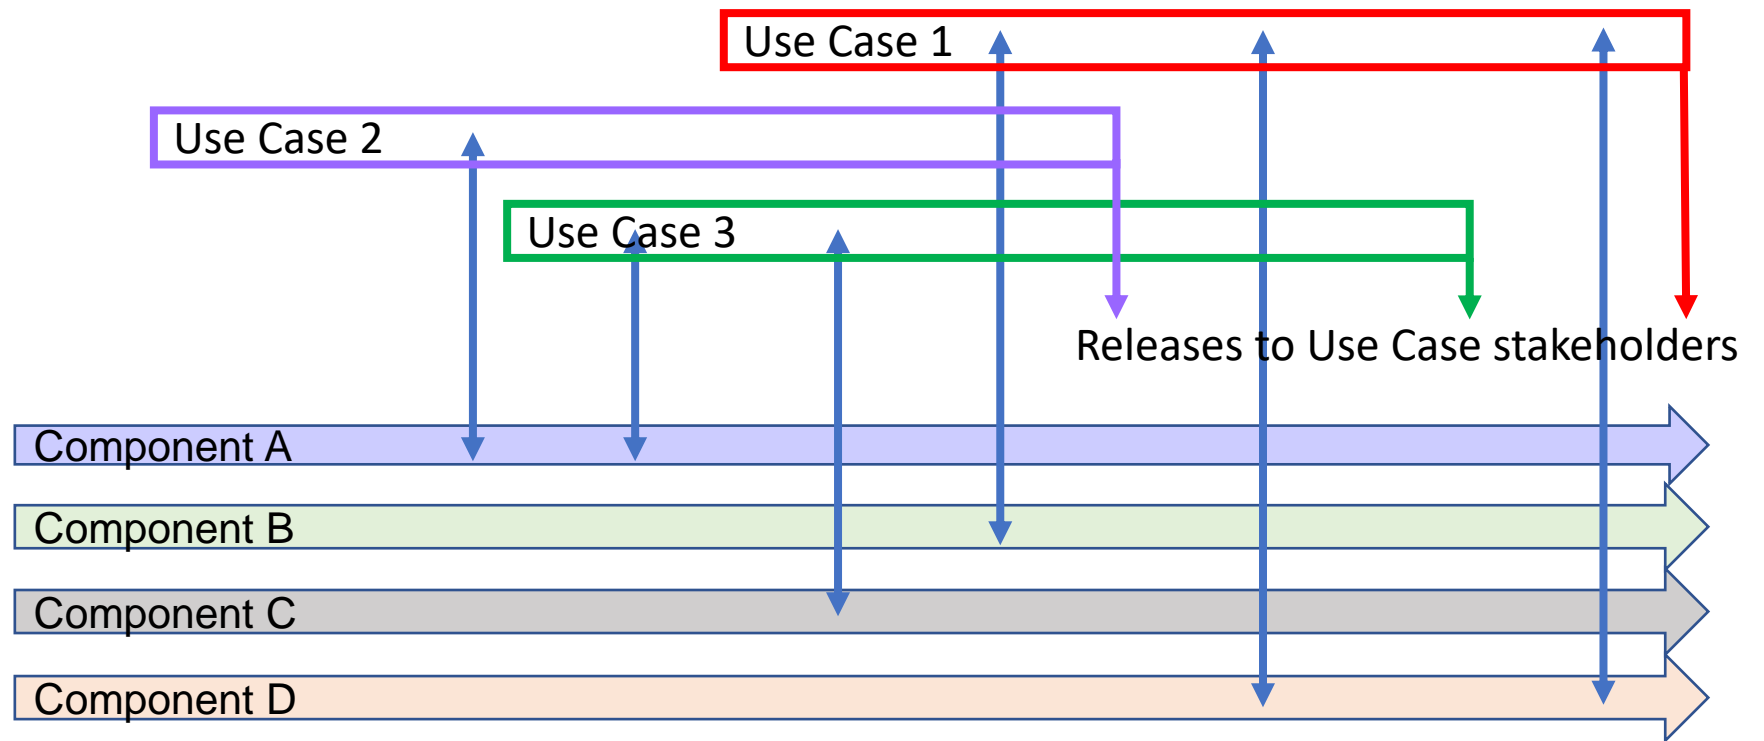 Use Case 1
Use Case 2
Use Case 3
Releases to Use Case stakeholders
Component A
Component B
Component C
Component D